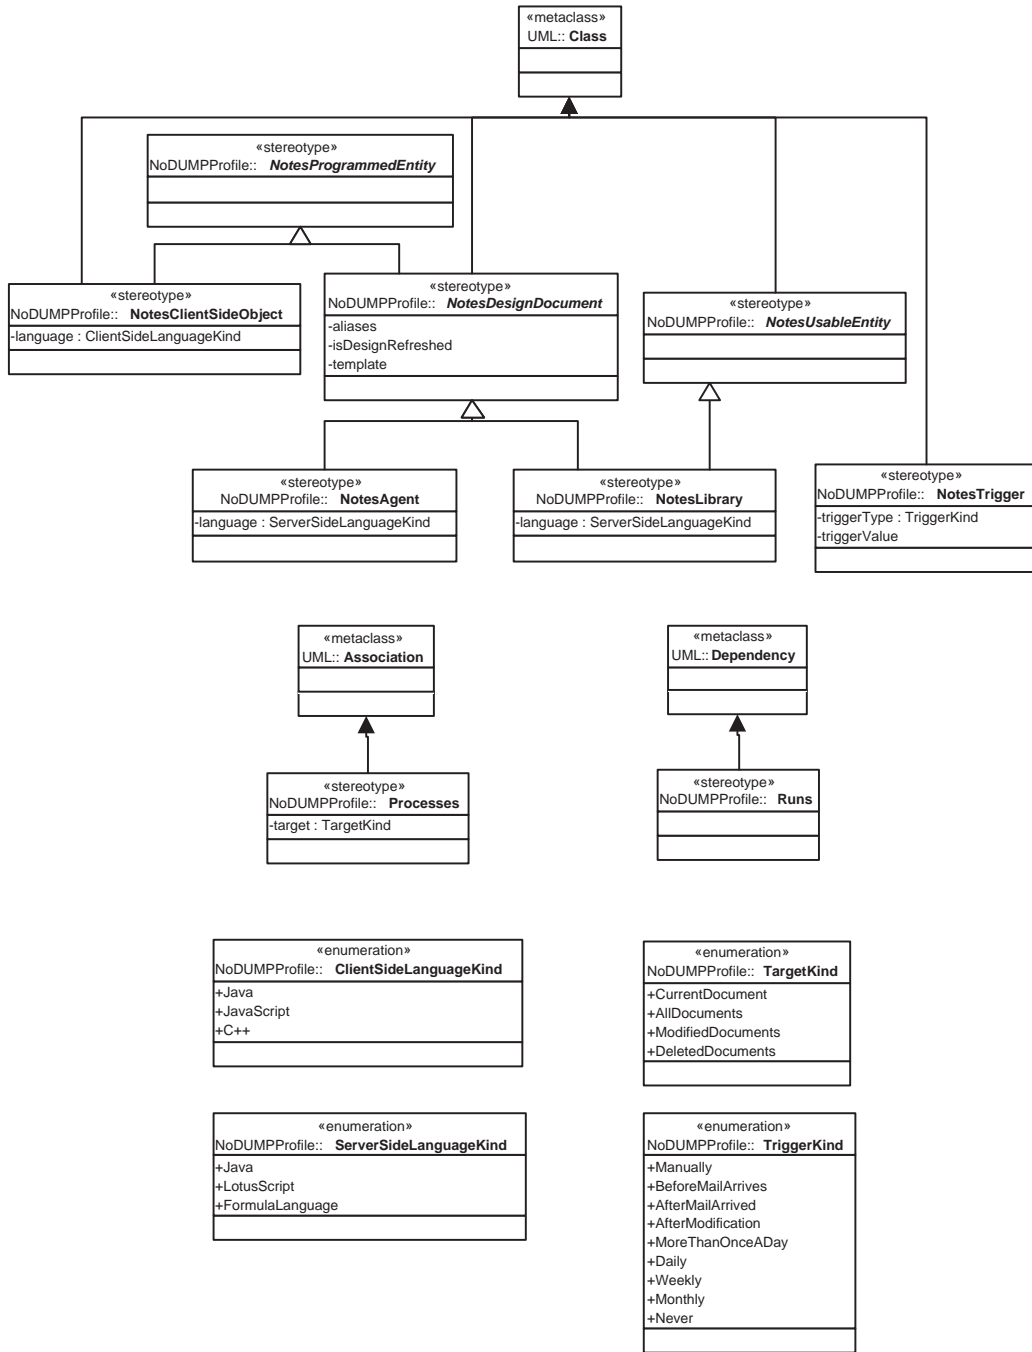 «metaclass»
UML:: Class
«stereotype»
NoDUMPProfile:: NotesProgrammedEntity
«stereotype»
NoDUMPProfile:: NotesClientSideObject
-language : ClientSideLanguageKind
«stereotype»
NoDUMPProfile:: NotesDesignDocument
-aliases
-isDesignRefreshed
-template
«stereotype»
NoDUMPProfile:: NotesUsableEntity
«stereotype»
NoDUMPProfile:: NotesAgent
-language : ServerSideLanguageKind
«stereotype»
NoDUMPProfile:: NotesLibrary
-language : ServerSideLanguageKind
«stereotype»
NoDUMPProfile:: NotesTrigger
-triggerType : TriggerKind
-triggerValue
«metaclass»
UML:: Association
«metaclass»
UML:: Dependency
«stereotype»
NoDUMPProfile:: Processes
-target : TargetKind
«stereotype»
NoDUMPProfile:: Runs
«enumeration»
NoDUMPProfile:: ClientSideLanguageKind
+Java
+JavaScript
+C++
«enumeration»
NoDUMPProfile:: TargetKind
+CurrentDocument
+AllDocuments
+ModifiedDocuments
+DeletedDocuments
«enumeration»
NoDUMPProfile:: ServerSideLanguageKind
+Java
+LotusScript
+FormulaLanguage
«enumeration»
NoDUMPProfile:: TriggerKind
+Manually
+BeforeMailArrives
+AfterMailArrived
+AfterModification
+MoreThanOnceADay
+Daily
+Weekly
+Monthly
+Never